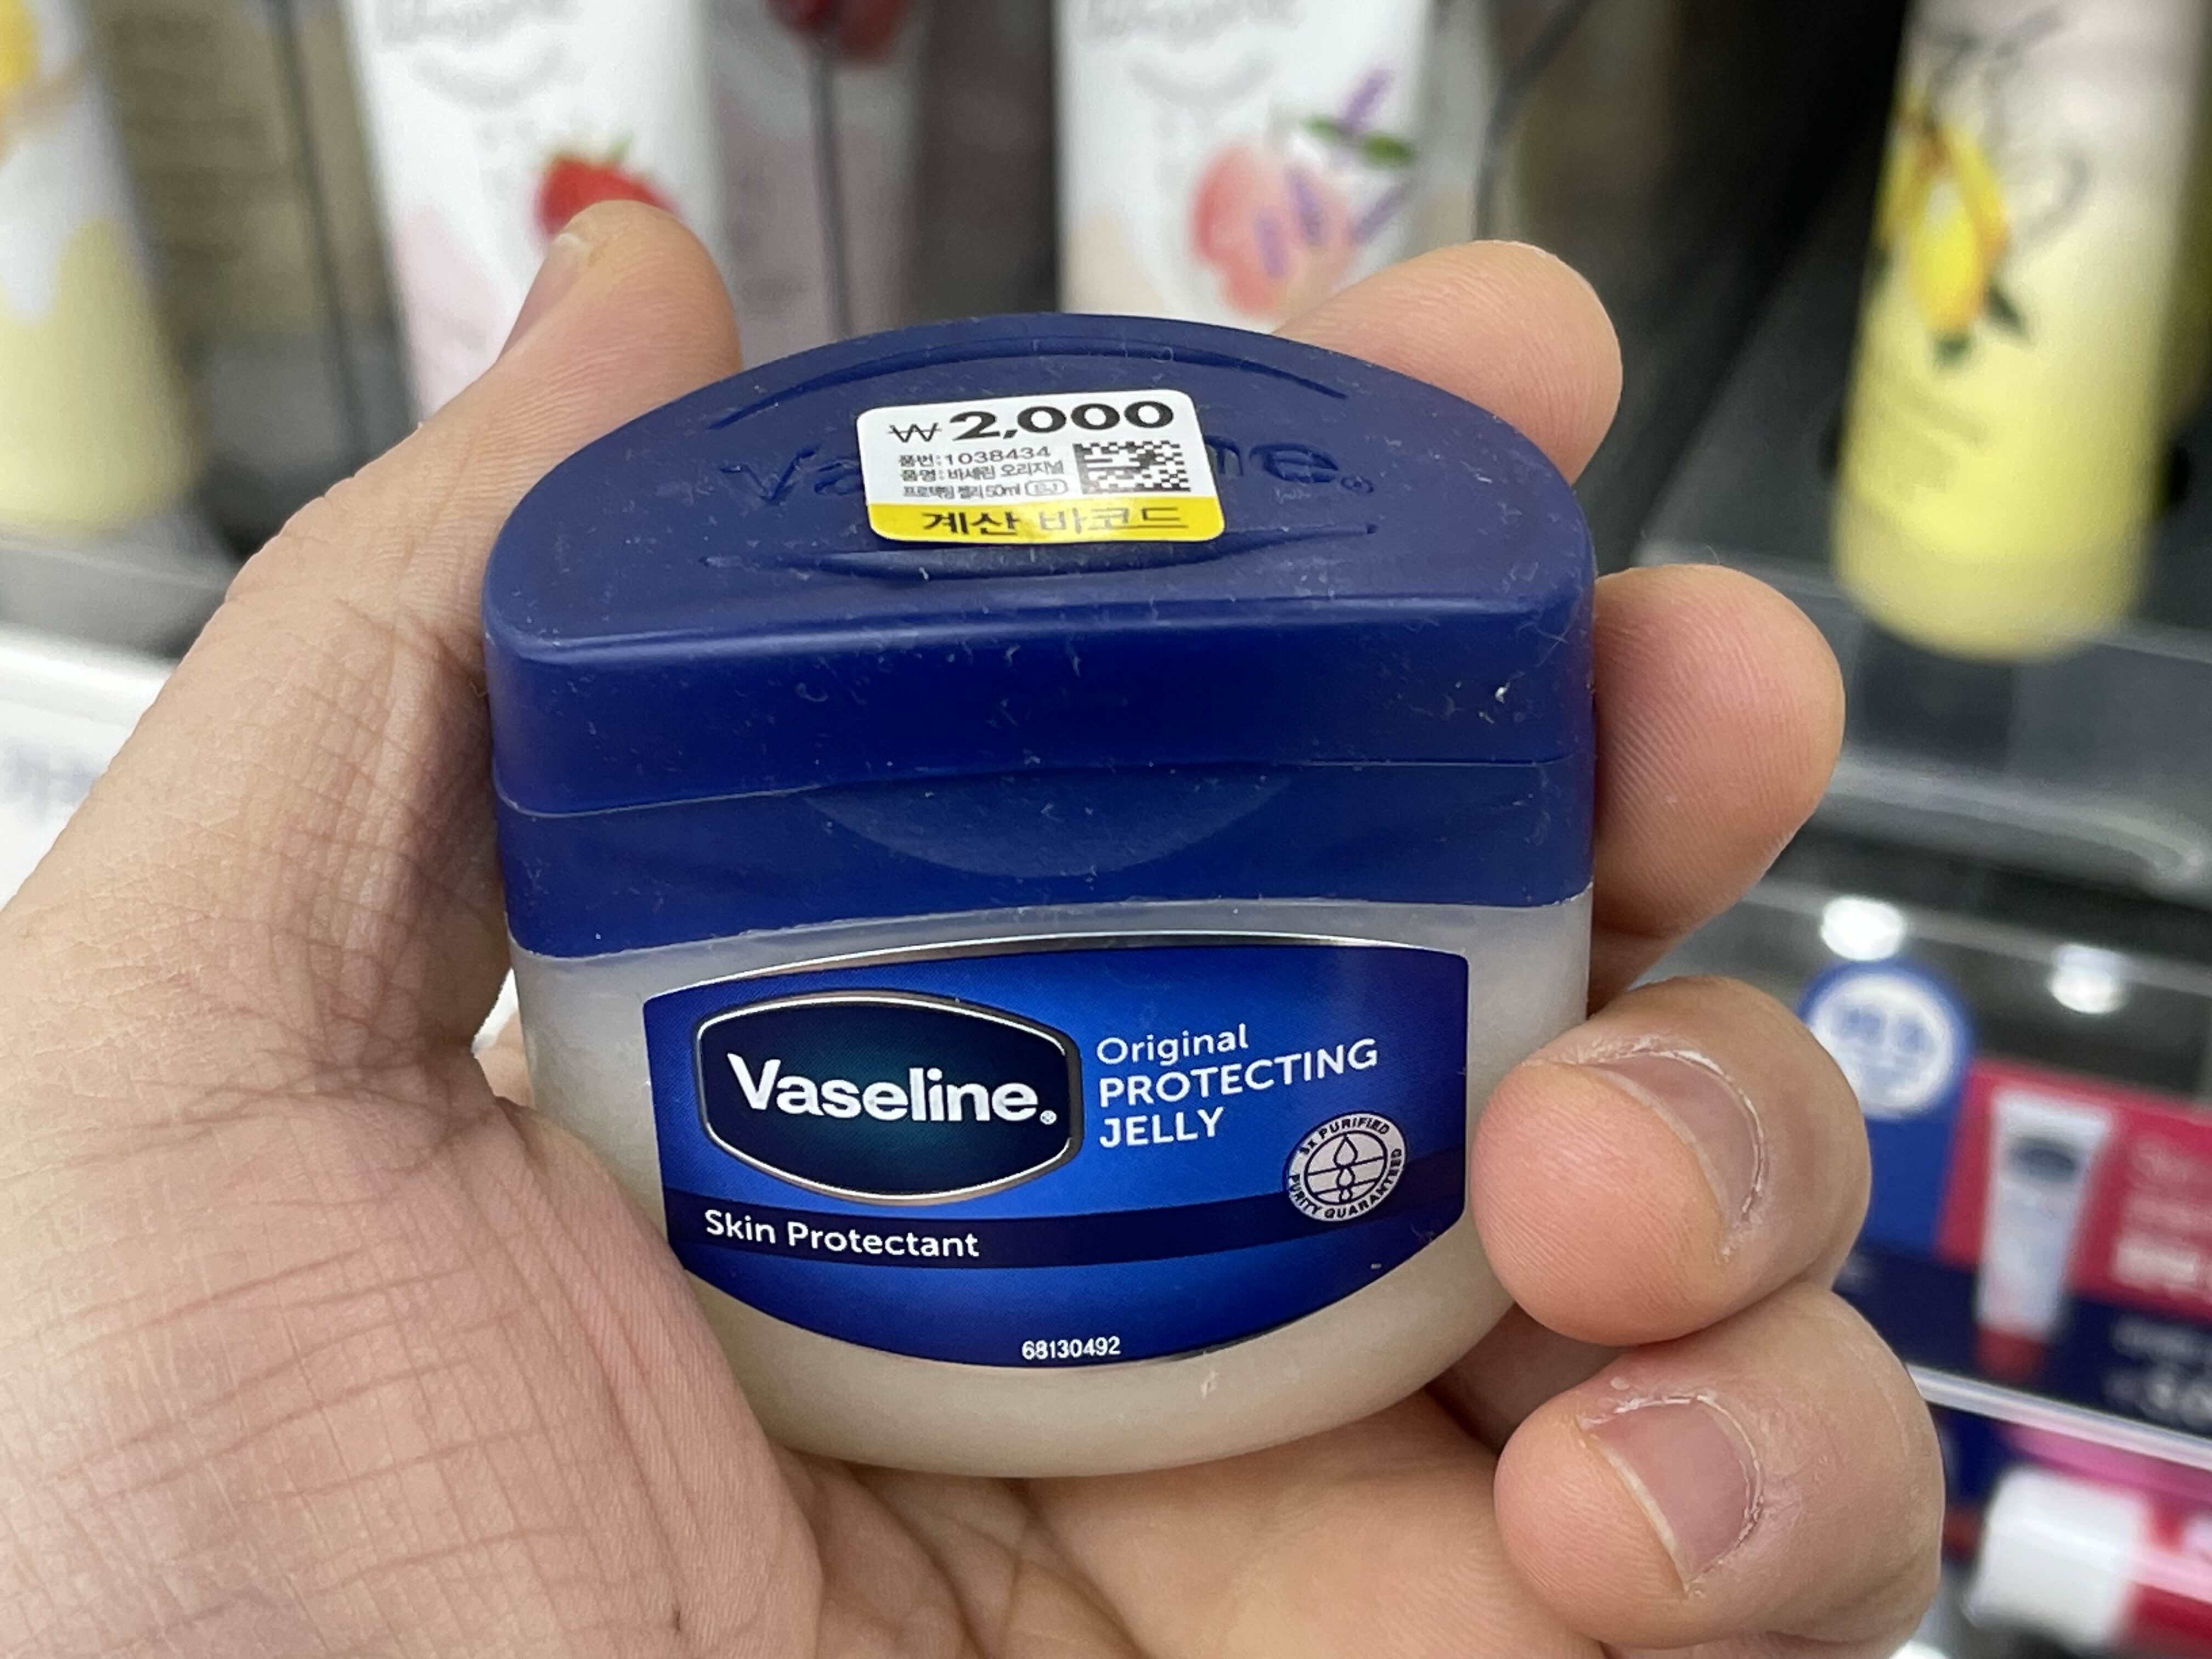 ₩2,000
품번:1038434
품명:바세린 오리지널
프로텍팅 젤리 50ml
계산 바코드
Vaseline®
Original
PROTECTING
JELLY
3X PURIFIED
PURITY GUARANTEED
Skin Protectant
68130492